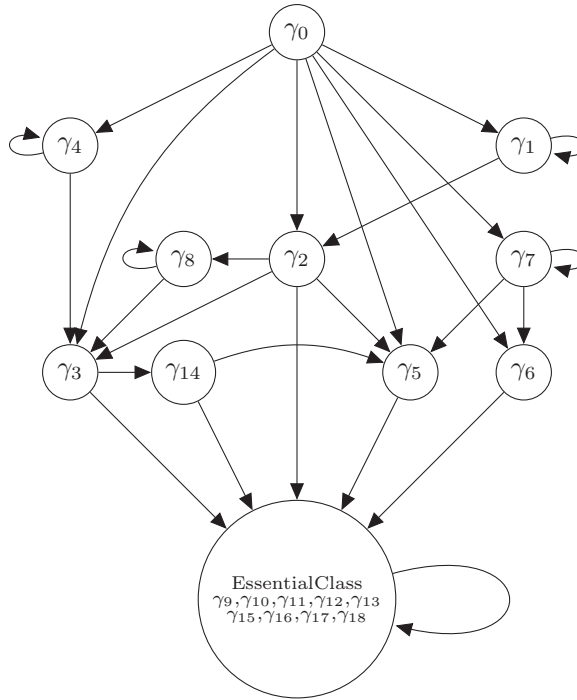 γ₀
γ₄
γ₁
γ₈
γ₂
γ₇
γ₃
γ₁₄
γ₅
γ₆
EssentialClass
γ₉,γ₁₀,γ₁₁,γ₁₂,γ₁₃
γ₁₅,γ₁₆,γ₁₇,γ₁₈